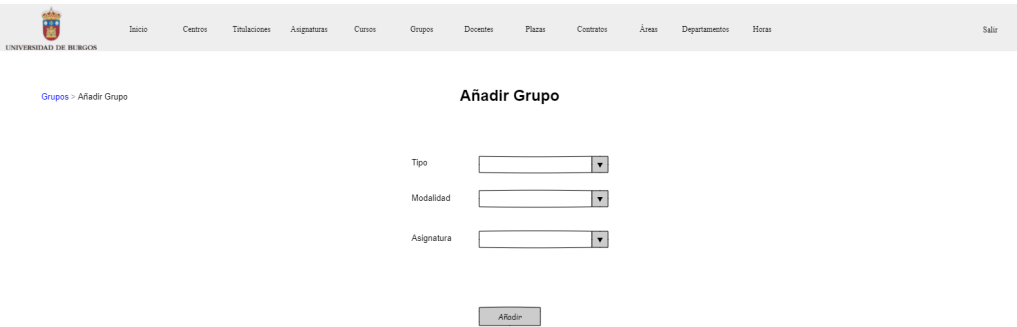 Inicio Centros Titulaciones Asignaturas Cursos Grupos Docentes Plazas Contratos Áreas Departamentos Horas Salir
UNIVERSIDAD DE BURGOS
Grupos > Añadir Grupo
Añadir Grupo
Tipo
Modalidad
Asignatura
Añadir